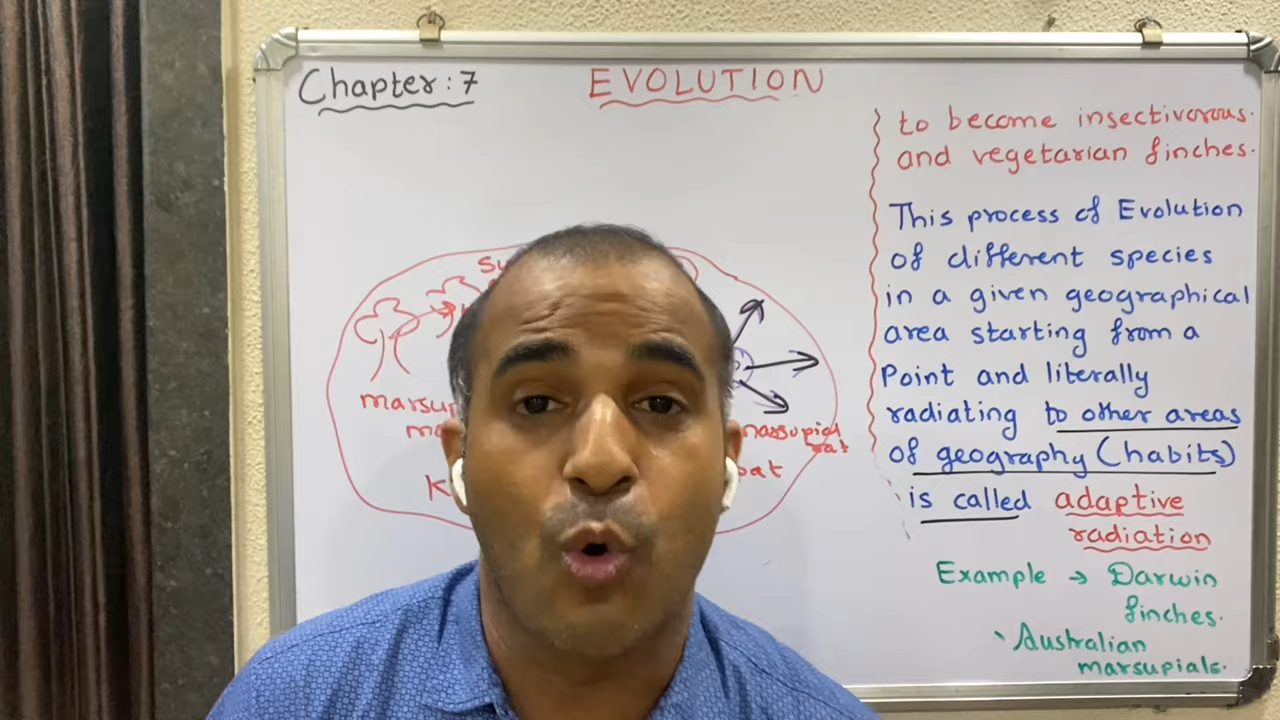 Chapter : 7
EVOLUTION
to become insectivorous.
and vegetarian finches.
This process of Evolution
of different species
in a given geographical
area starting from a
Point and literally
radiating to other areas
of geography (habits)
is called adaptive
radiation
Example → Darwin
finches.
Australian
marsupials.